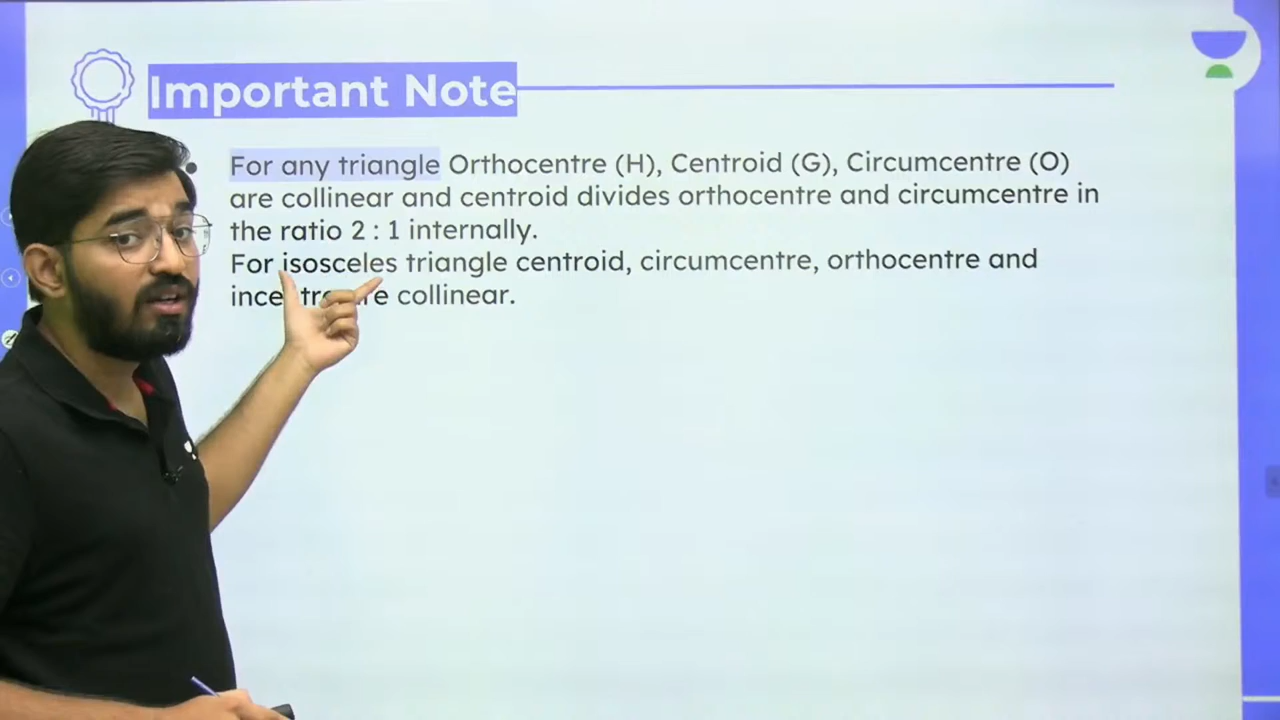 Important Note
For any triangle Orthocentre (H), Centroid (G), Circumcentre (O)
are collinear and centroid divides orthocentre and circumcentre in
the ratio 2 : 1 internally.
For isosceles triangle centroid, circumcentre, orthocentre and
collinear.